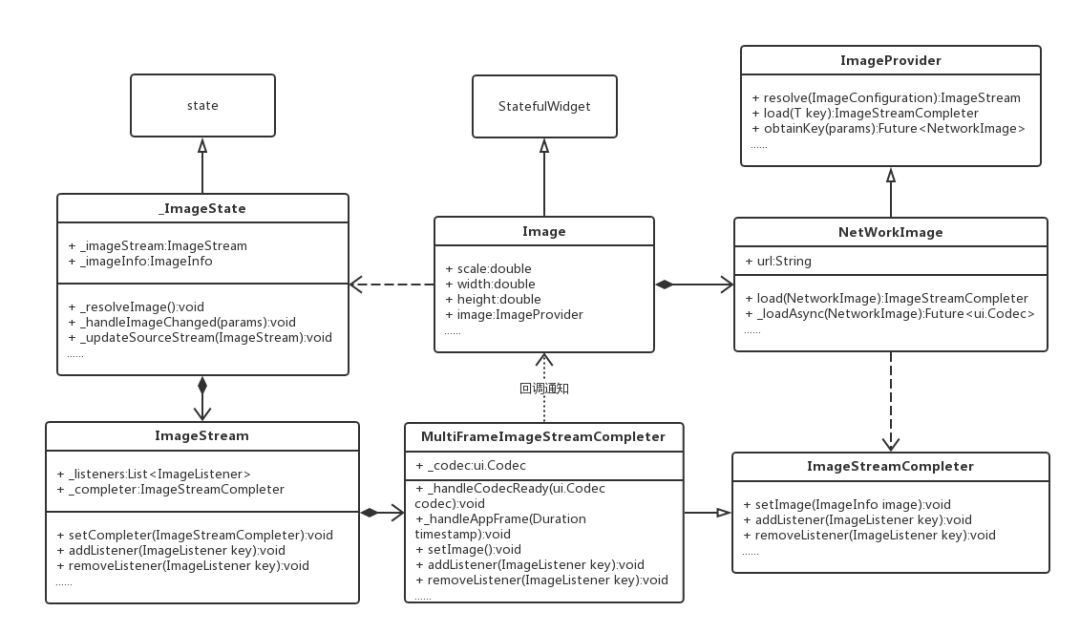 state
StatefulWidget
ImageProvider
+ resolve(ImageConfiguration):ImageStream
+ load(T key):ImageStreamCompleter
+ obtainKey(params):Future<NetworkImage>
......
_ImageState
+ _imageStream:ImageStream
+ _imageInfo:ImageInfo
+ _resolveImage():void
+ _handleImageChanged(params):void
+ _updateSourceStream(ImageStream):void
......
Image
+ scale:double
+ width:double
+ height:double
+ image:ImageProvider
......
NetWorkImage
+ url:String
+ load(NetworkImage):ImageStreamCompleter
+ _loadAsync(NetworkImage):Future<ui.Codec>
......
回调通知
ImageStream
+ _listeners:List<ImageListener>
+ _completer:ImageStreamCompleter
+ setCompleter(ImageStreamCompleter):void
+ addListener(ImageListener key):void
+ removeListener(ImageListener key):void
......
MultiFrameImageStreamCompleter
+ _codec:ui.Codec
+ _handleCodecReady(ui.Codec
codec):void
+_handleAppFrame(Duration
timestamp):void
+ setImage():void
+ addListener(ImageListener key):void
+ removeListener(ImageListener key):void
......
ImageStreamCompleter
+ setImage(ImageInfo image):void
+ addListener(ImageListener key):void
+ removeListener(ImageListener key):void
......